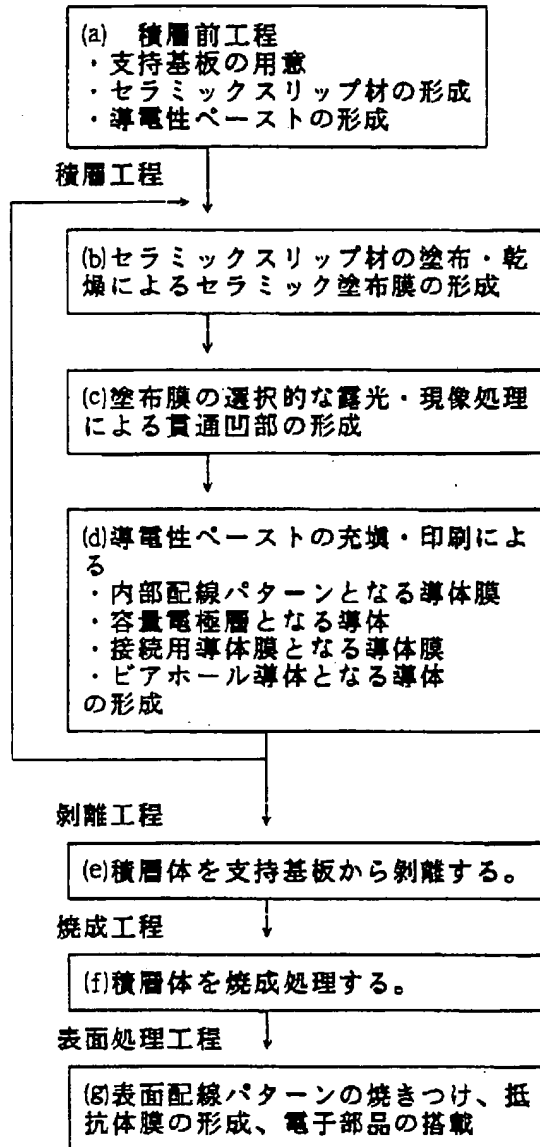 (a) 積層前工程
・支持基板の用意
・セラミックスリップ材の形成
・導電性ペーストの形成
積層工程
(b)セラミックスリップ材の塗布・乾
燥によるセラミック塗布膜の形成
(c)塗布膜の選択的な露光・現像処理
による貫通凹部の形成
(d)導電性ペーストの充塡・印刷によ
る
・内部配線パターンとなる導体膜
・容量電極層となる導体
・接続用導体膜となる導体膜
・ビアホール導体となる導体
の形成
剝離工程
(e)積層体を支持基板から剝離する。
焼成工程
(f)積層体を焼成処理する。
表面処理工程
(g)表面配線パターンの焼きつけ、抵
抗体膜の形成、電子部品の搭載